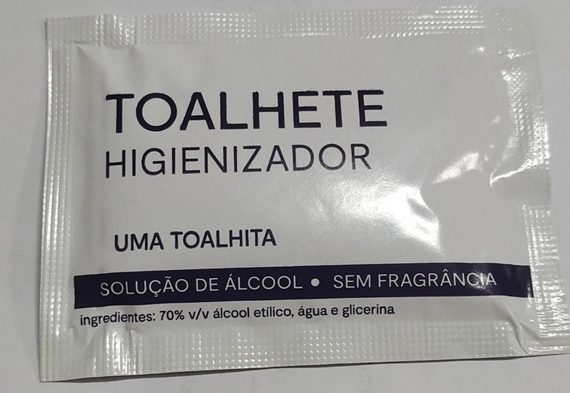 TOALHETE
HIGIENIZADOR
UMA TOALHITA
SOLUÇÃO DE ÁLCOOL • SEM FRAGRÂNCIA
ingredientes: 70% v/v álcool etílico, água e glicerina